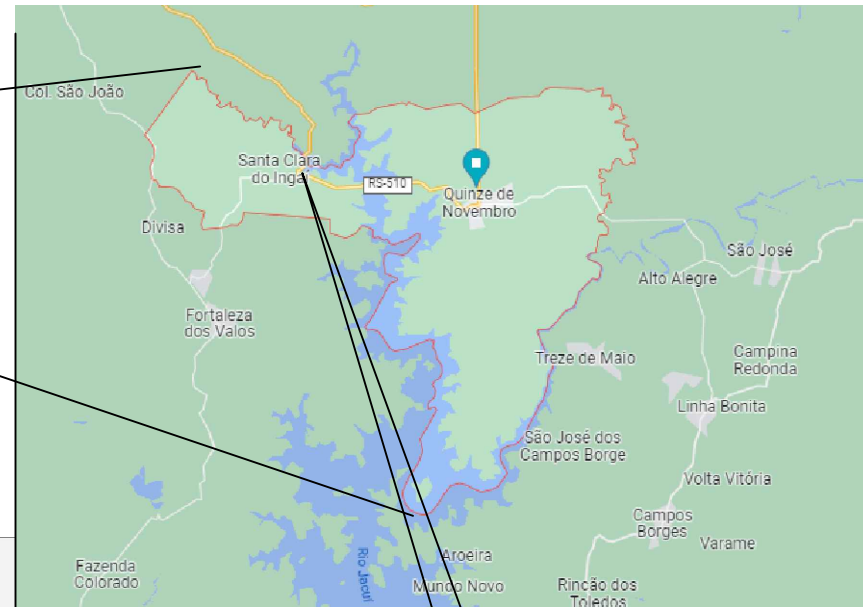 Col. São João
Santa Clara
do Ingaí
RS-510
Quinze de
Novembro
Divisa
São José
Alto Alegre
Fortaleza
dos Valos
Treze de Maio
Campina
Redonda
Linha Bonita
São José dos
Campos Borge
Volta Vitória
Campos
Borges
Varame
Aroeira
Fazenda
Colorado
Rio Jacuí
Mundo Novo
Rincão dos
Toledos